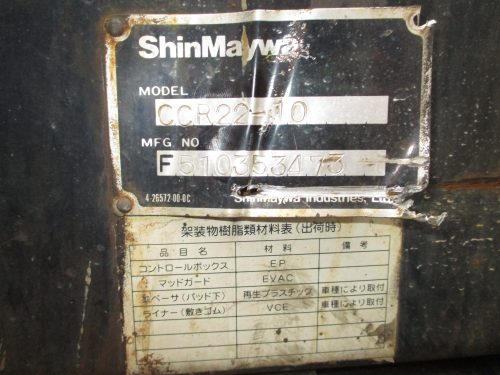 ShinMaywa
MODEL
CCR22-10
MFG NO
F510353473
4-26572-00-0C ShinMaywa Industries, Lt
架装物樹脂類材料表(出荷時)
品目名 材料 備考
コントロールボックス EP
マッドガード EVAC
スペーサ(パッド下) 再生プラスチック 車種により取付
ライナー(敷きゴム) VCE 車種により取付